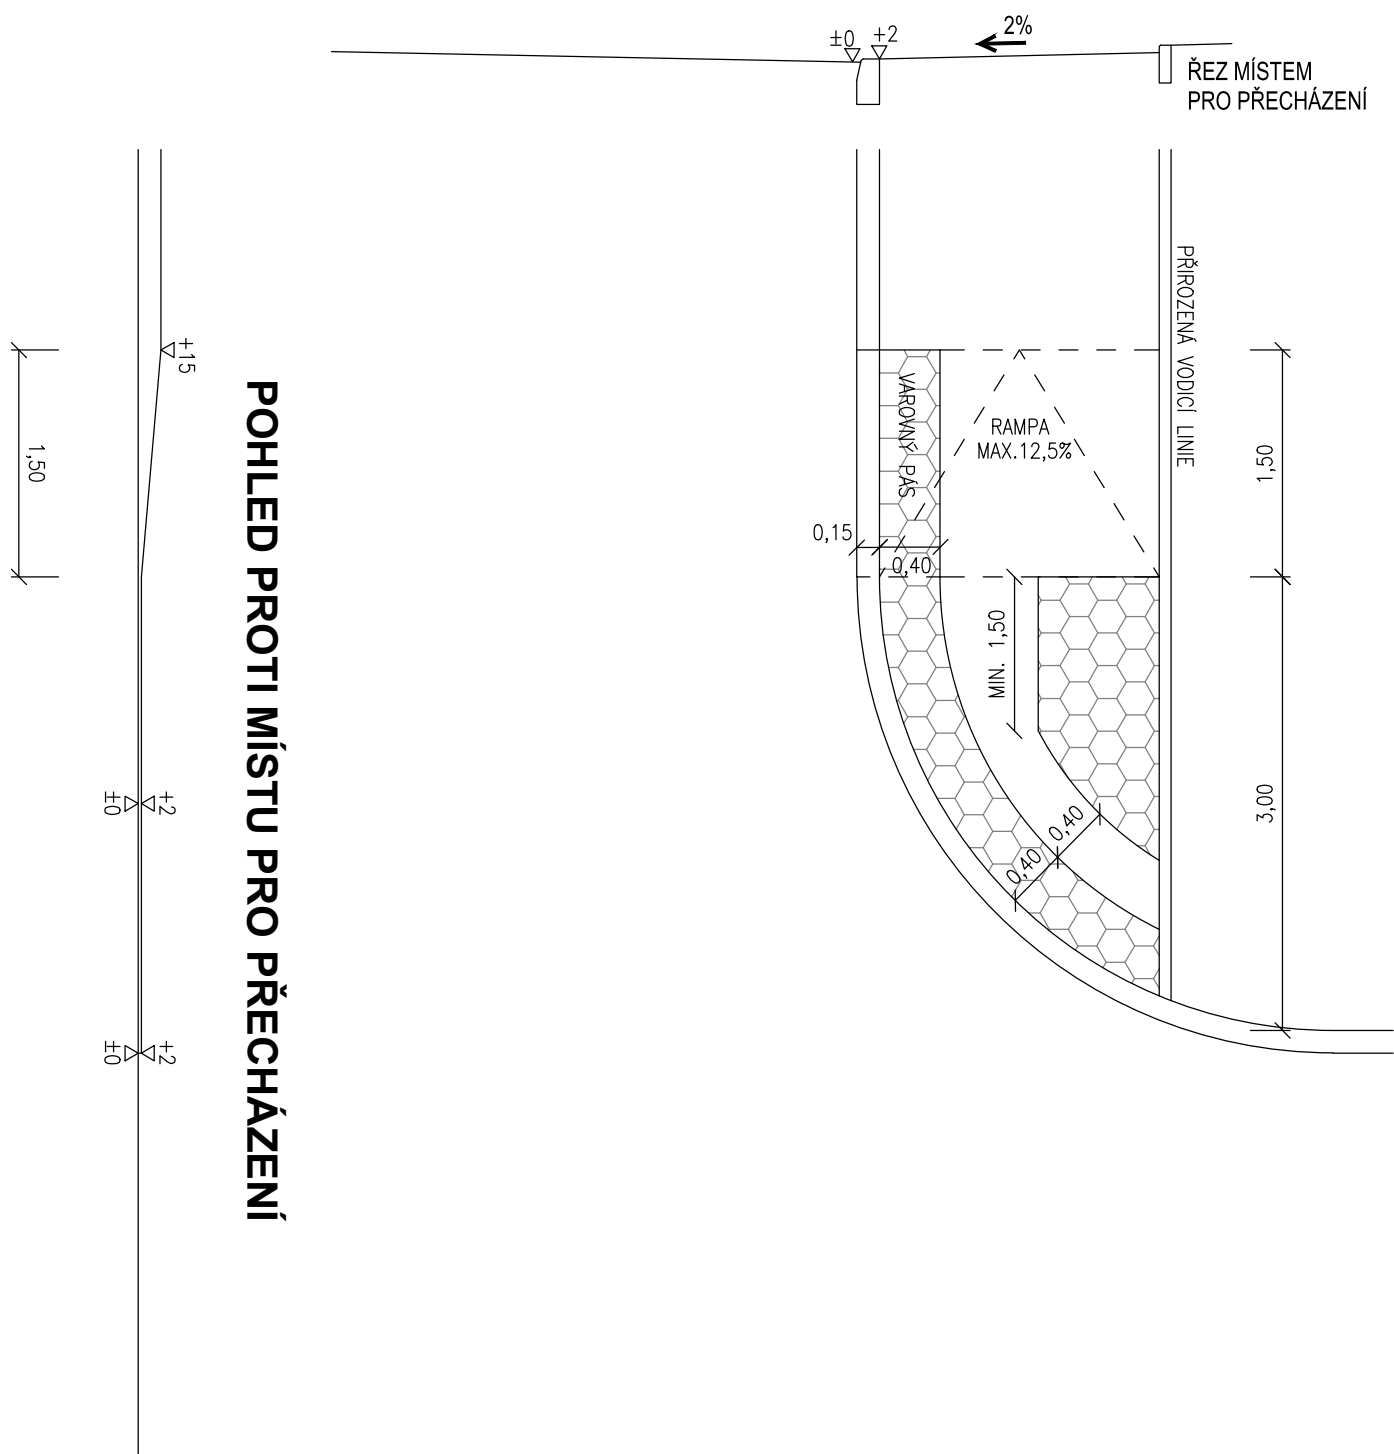 2%
±0
+2
ŘEZ MÍSTEM
PRO PŘECHÁZENÍ
PŘIROZENÁ VODICÍ LINIE
+15
1,50
VAROVNÝ PÁS
RAMPA
MAX.12,5%
1,50
0,15
0,40
MIN. 1,50
3,00
0,40
0,40
POHLED PROTI MÍSTU PRO PŘECHÁZENÍ
±0
+2
±0
+2